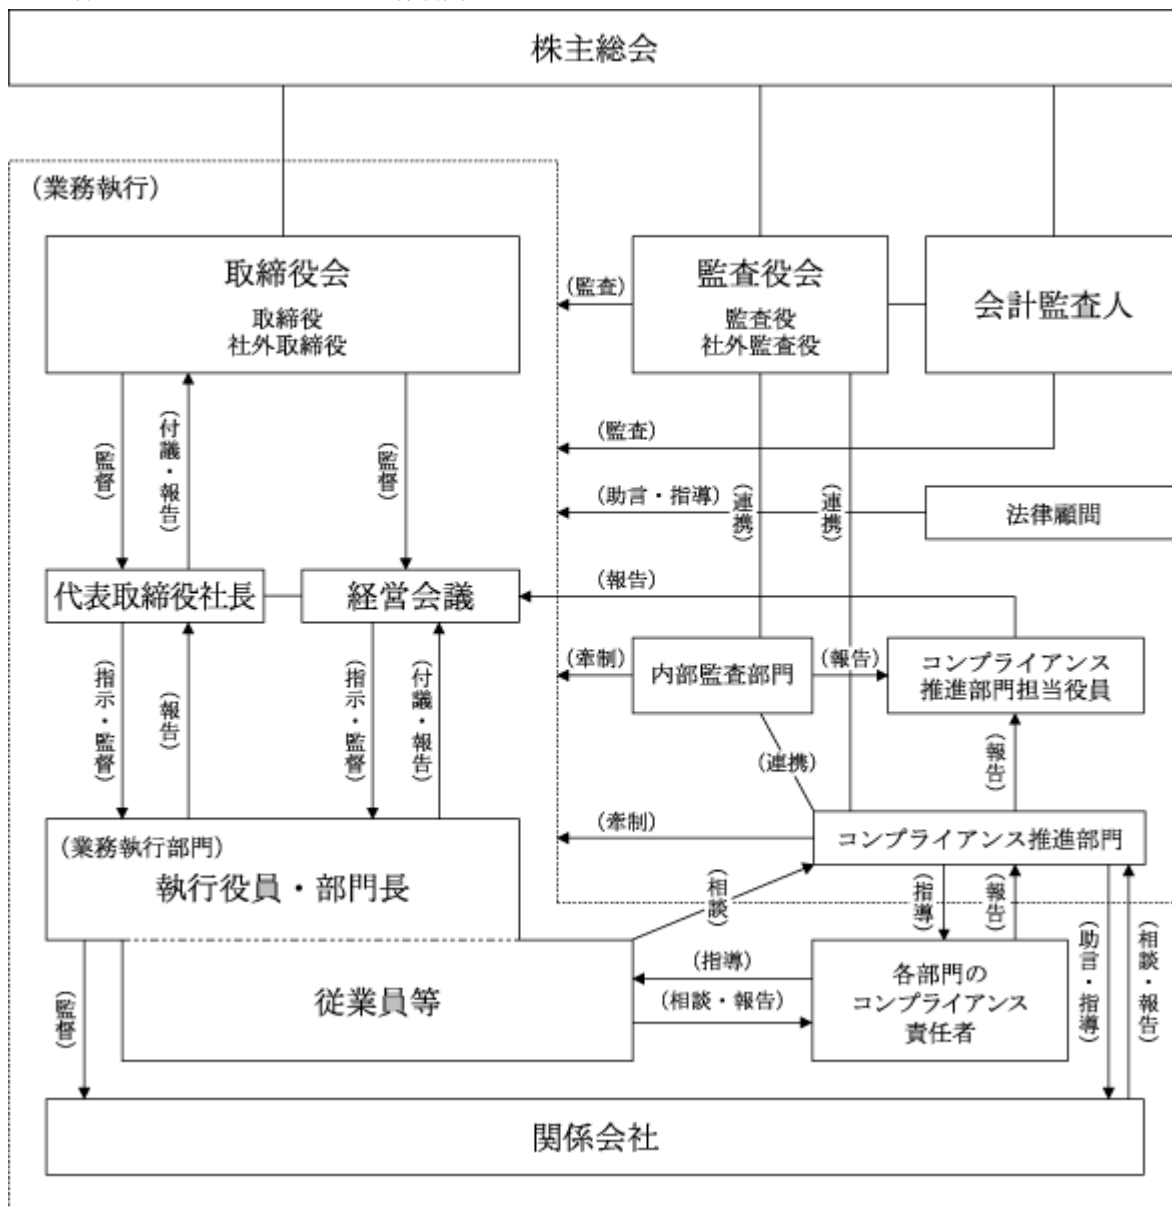 株主総会
(業務執行)
取締役会
取締役
社外取締役
(監査)
監査役会
監査役
社外監査役
会計監査人
(監督)
(付議・報告)
(監督)
(監査)
(助言・指導)
(連携)
(連携)
法律顧問
代表取締役社長
経営会議
(報告)
(指示・監督)
(報告)
(指示・監督)
(付議・報告)
(牽制)
内部監査部門
(報告)
コンプライアンス
推進部門担当役員
(連携)
(報告)
(業務執行部門)
執行役員・部門長
(牽制)
コンプライアンス推進部門
(相談)
(指導)
(報告)
従業員等
(指導)
(相談・報告)
各部門の
コンプライアンス
責任者
(助言・指導)
(相談・報告)
関係会社